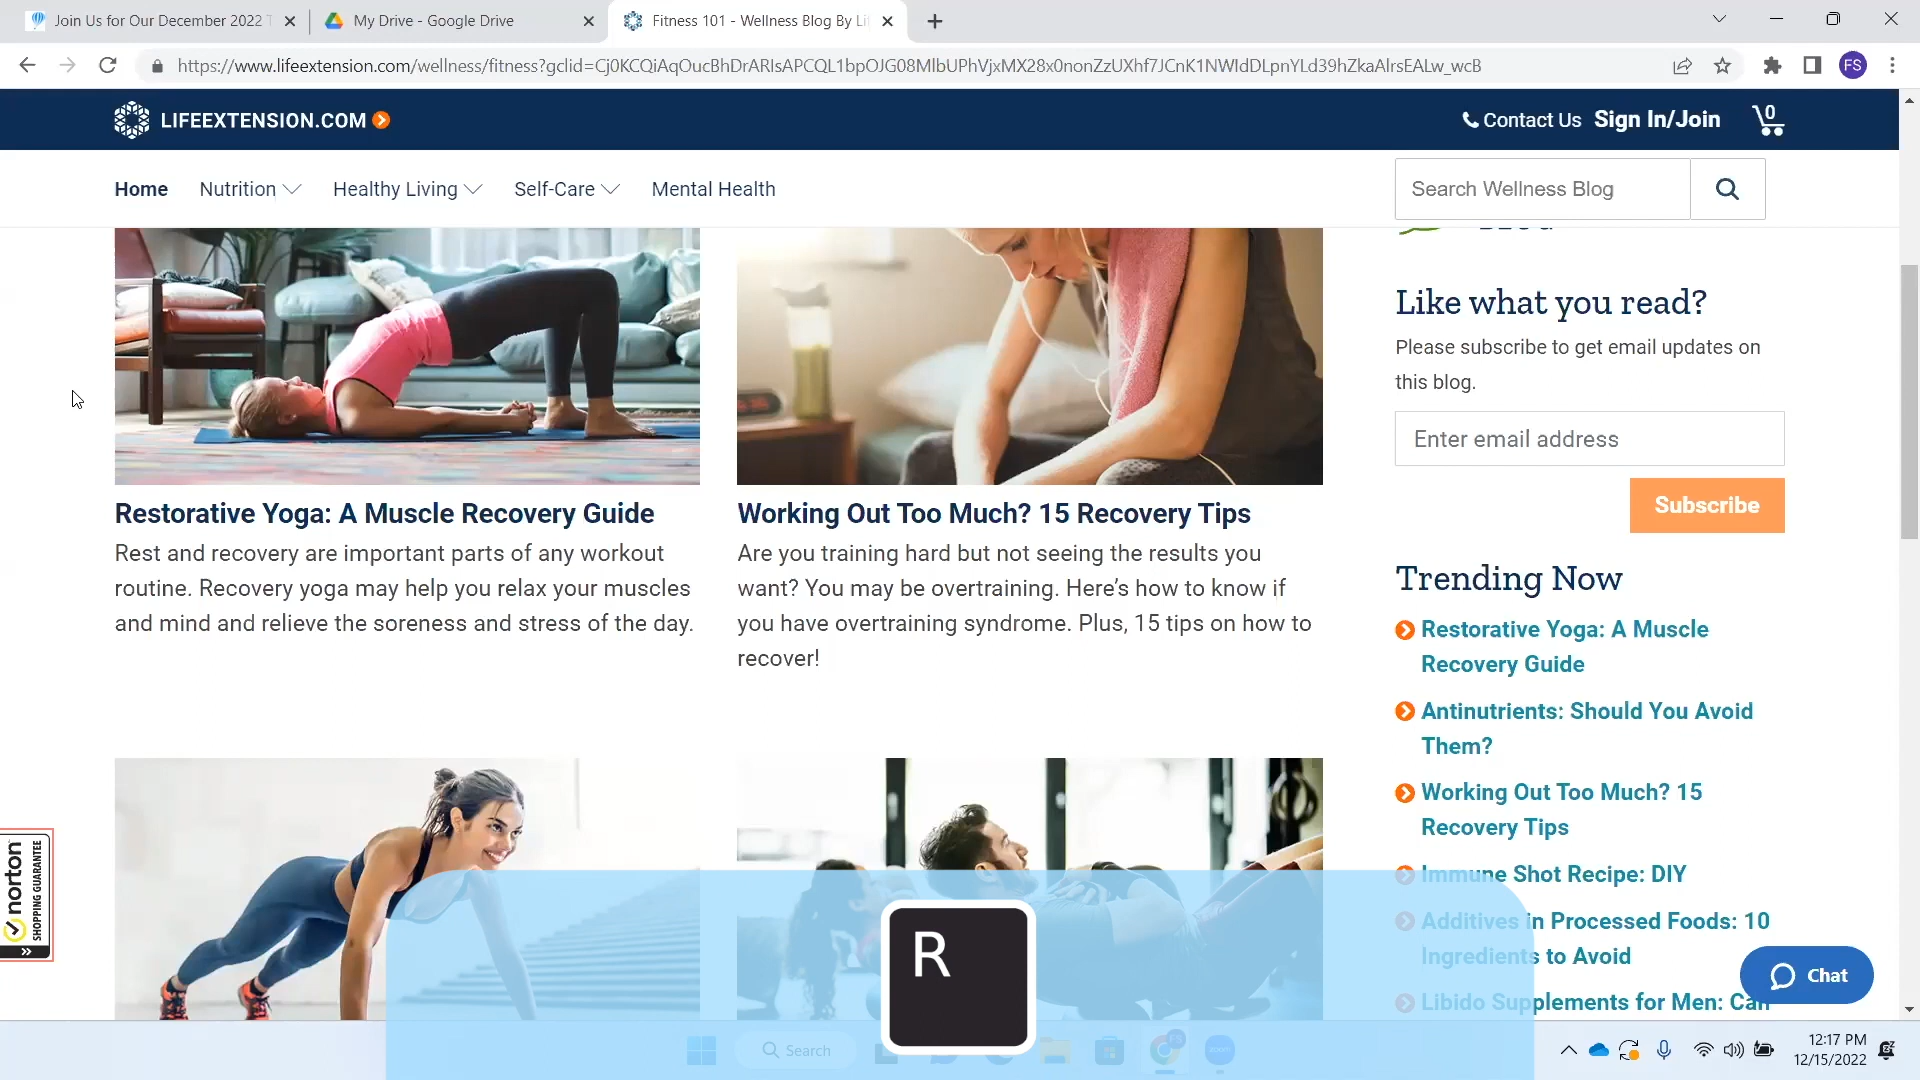 Join Us for Our December 2022 T
My Drive - Google Drive
Fitness 101 - Wellness Blog By Li
https://www.lifeextension.com/wellness/fitness?gclid=Cj0KCQiAqOucBhDrARIsAPCQL1bpOJG08MlbUPhVjxMX28x0nonZzUXhf7JCnK1NWIdDLpnYLd39hZkaAlrsEALw_wcB
FS
LIFEEXTENSION.COM
Contact Us
Sign In/Join
0
Home
Nutrition
Healthy Living
Self-Care
Mental Health
Search Wellness Blog
Restorative Yoga: A Muscle Recovery Guide
Rest and recovery are important parts of any workout
routine. Recovery yoga may help you relax your muscles
and mind and relieve the soreness and stress of the day.
Working Out Too Much? 15 Recovery Tips
Are you training hard but not seeing the results you
want? You may be overtraining. Here’s how to know if
you have overtraining syndrome. Plus, 15 tips on how to
recover!
Like what you read?
Please subscribe to get email updates on
this blog.
Enter email address
Subscribe
Trending Now
Restorative Yoga: A Muscle
Recovery Guide
Antinutrients: Should You Avoid
Them?
Working Out Too Much? 15
Recovery Tips
Immune Shot Recipe: DIY
Additives in Processed Foods: 10
Ingredients to Avoid
Libido Supplements for Men: Can
Chat
norton
SHOPPING GUARANTEE
R
Search
12:17 PM
12/15/2022